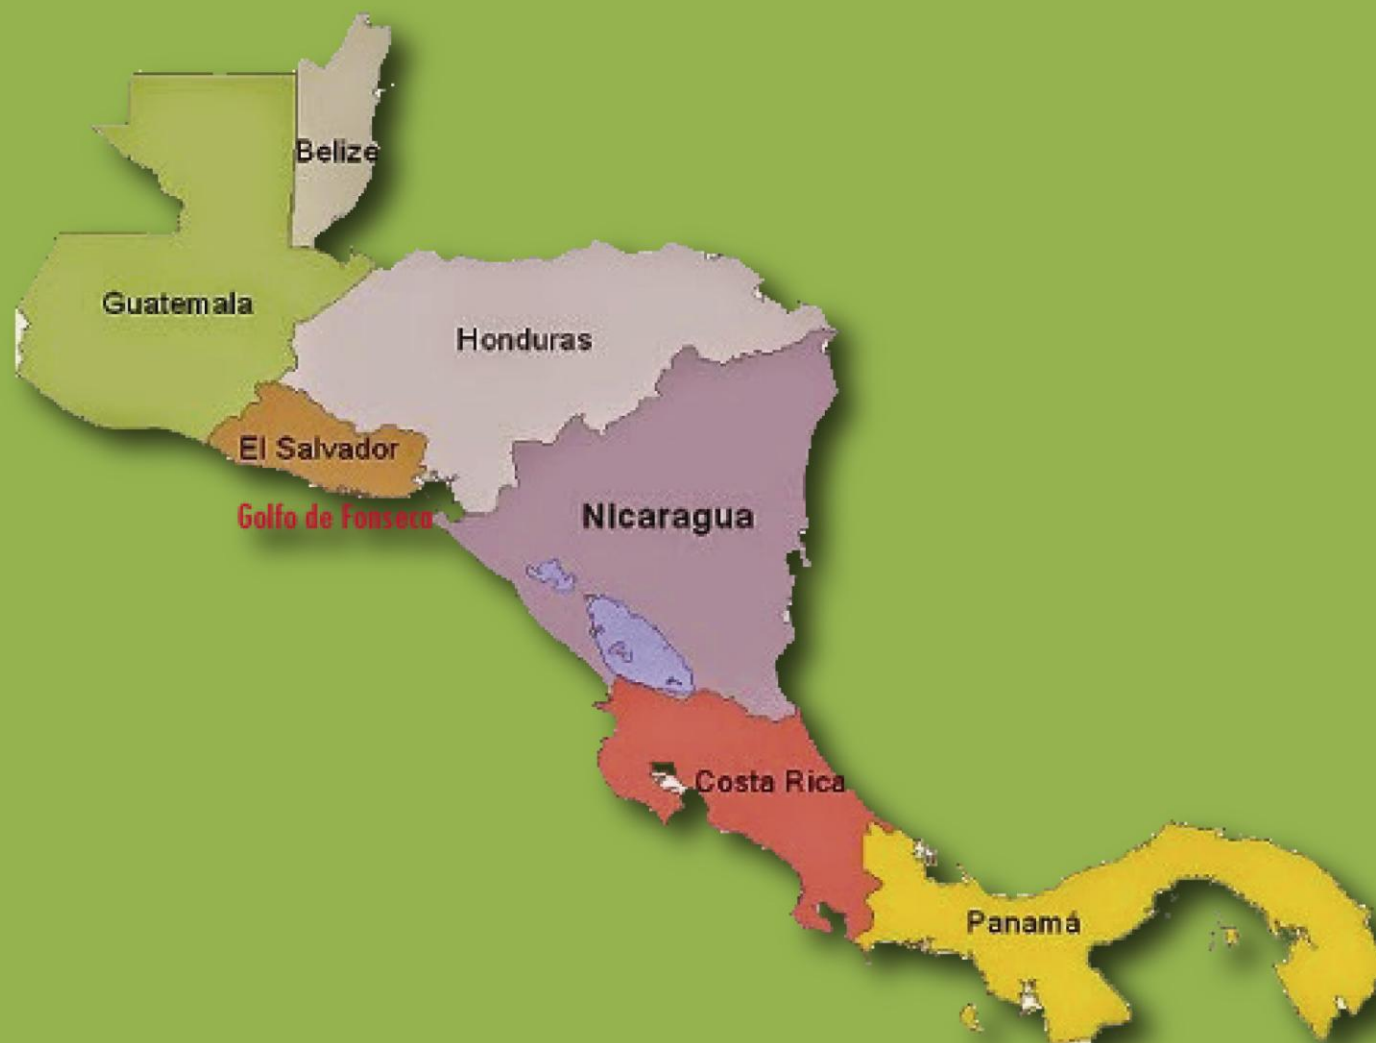 Belize
Guatemala
Honduras
El Salvador
Golfo de Fonseca
NIcaragua
Costa Rica
Panamá